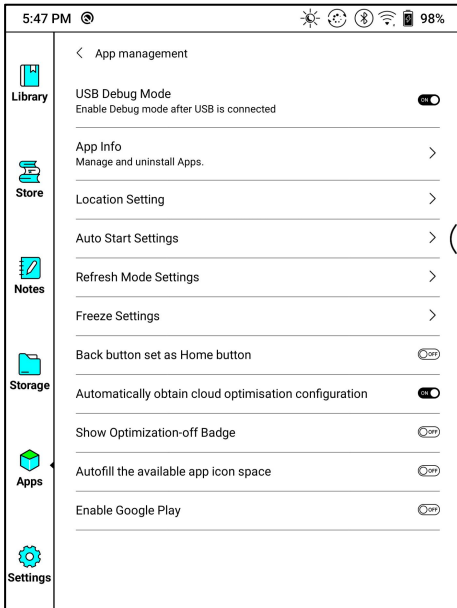 5:47 PM 98%
App management
Library
USB Debug Mode
ON
Enable Debug mode after USB is connected
App Info
Manage and uninstall Apps.
Store
Location Setting
Auto Start Settings
Notes
Refresh Mode Settings
Freeze Settings
Storage
Back button set as Home button OFF
Automatically obtain cloud optimisation configuration ON
Show Optimization-off Badge OFF
Apps
Autofill the available app icon space OFF
Enable Google Play OFF
Settings